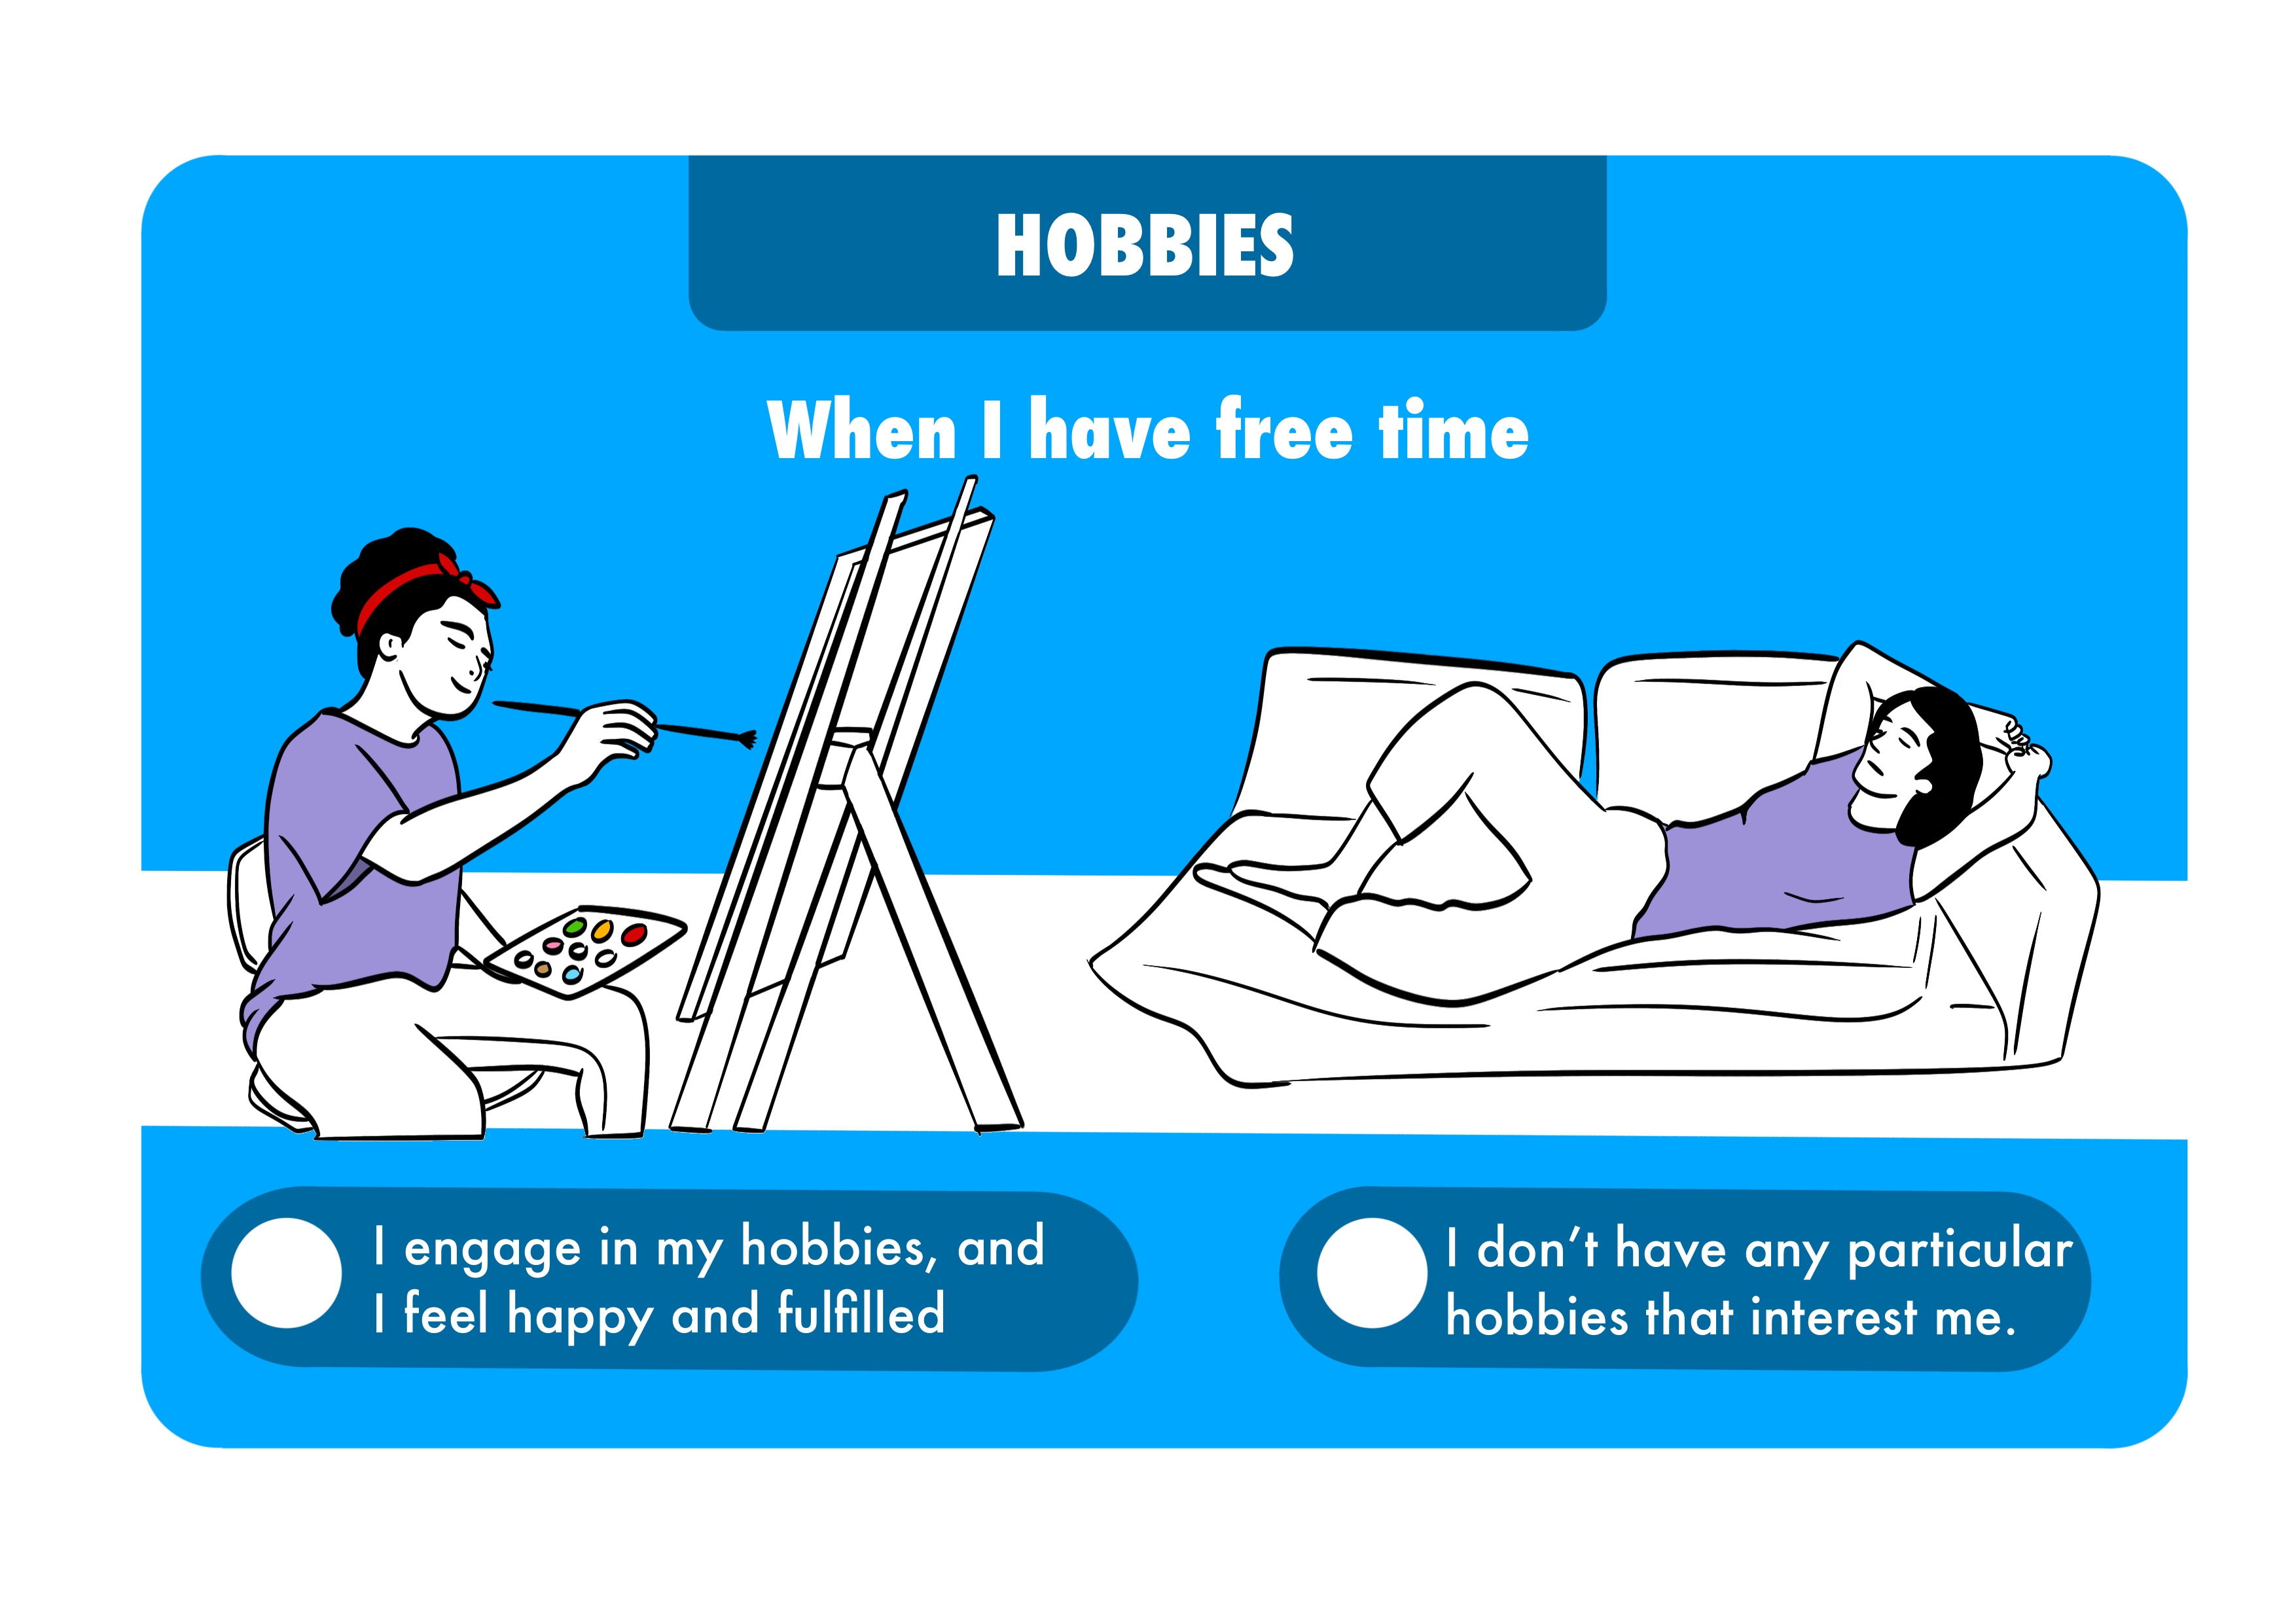 HOBBIES
When I have free time
I engage in my hobbies, and
I feel happy and fulfilled
I don't have any particular
hobbies that interest me.